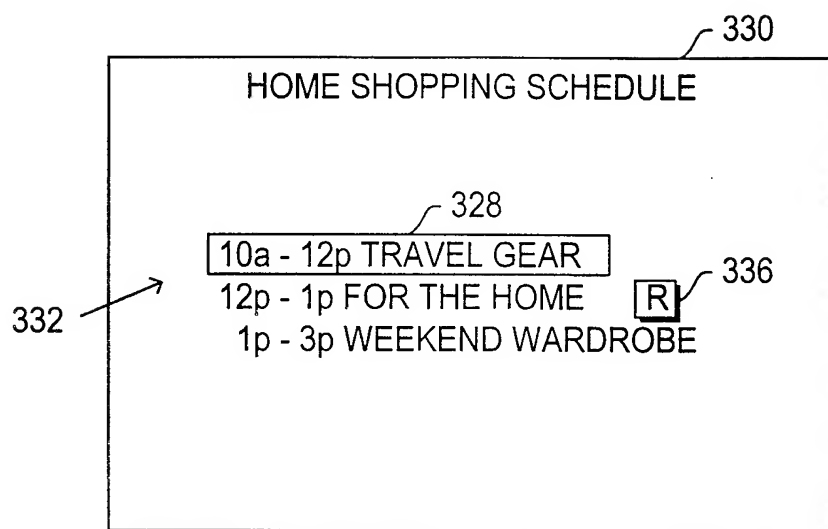 330
HOME SHOPPING SCHEDULE
328
10a - 12p TRAVEL GEAR
336
12p - 1p FOR THE HOME R
332
1p - 3p WEEKEND WARDROBE